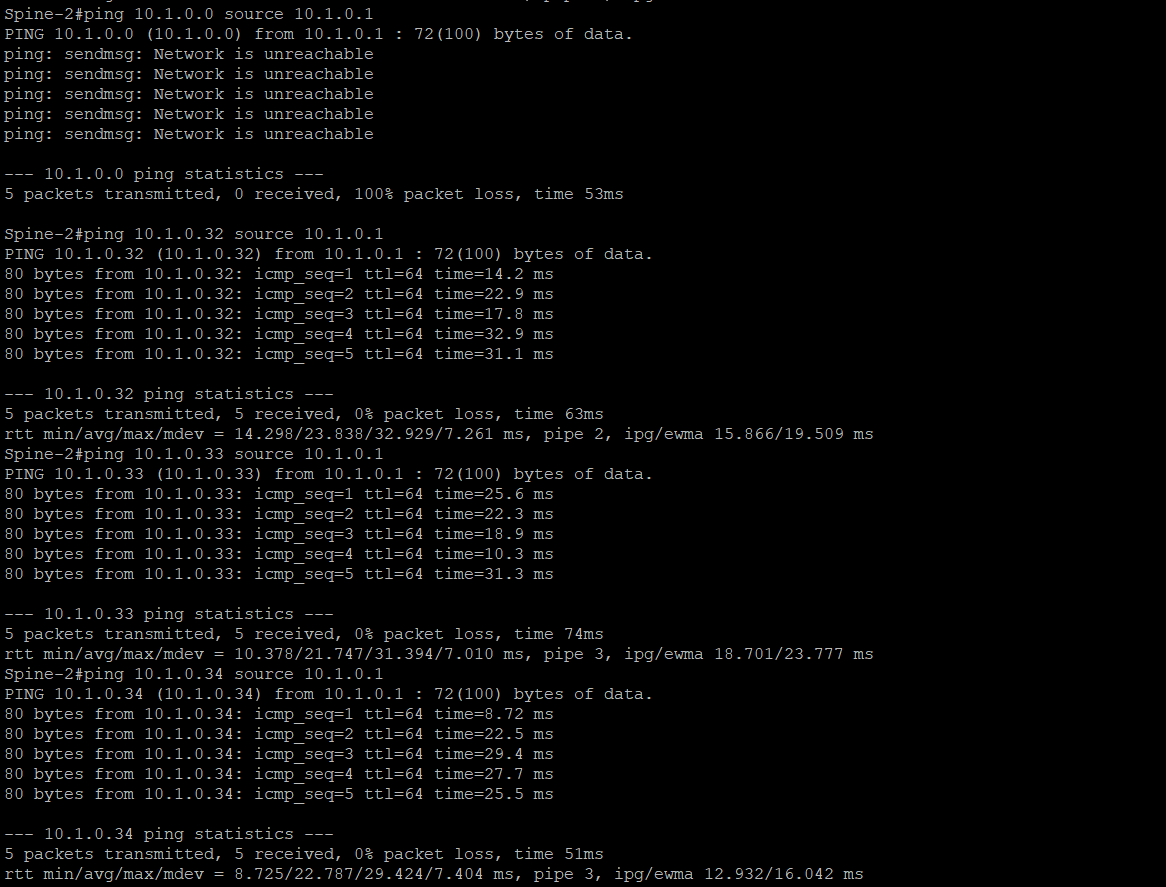 Spine-2#ping 10.1.0.0 source 10.1.0.1
PING 10.1.0.0 (10.1.0.0) from 10.1.0.1 : 72(100) bytes of data.
ping: sendmsg: Network is unreachable
ping: sendmsg: Network is unreachable
ping: sendmsg: Network is unreachable
ping: sendmsg: Network is unreachable
ping: sendmsg: Network is unreachable
--- 10.1.0.0 ping statistics ---
5 packets transmitted, 0 received, 100% packet loss, time 53ms
Spine-2#ping 10.1.0.32 source 10.1.0.1
PING 10.1.0.32 (10.1.0.32) from 10.1.0.1 : 72(100) bytes of data.
80 bytes from 10.1.0.32: icmp_seq=1 ttl=64 time=14.2 ms
80 bytes from 10.1.0.32: icmp_seq=2 ttl=64 time=22.9 ms
80 bytes from 10.1.0.32: icmp_seq=3 ttl=64 time=17.8 ms
80 bytes from 10.1.0.32: icmp_seq=4 ttl=64 time=32.9 ms
80 bytes from 10.1.0.32: icmp_seq=5 ttl=64 time=31.1 ms
--- 10.1.0.32 ping statistics ---
5 packets transmitted, 5 received, 0% packet loss, time 63ms
rtt min/avg/max/mdev = 14.298/23.838/32.929/7.261 ms, pipe 2, ipg/ewma 15.866/19.509 ms
Spine-2#ping 10.1.0.33 source 10.1.0.1
PING 10.1.0.33 (10.1.0.33) from 10.1.0.1 : 72(100) bytes of data.
80 bytes from 10.1.0.33: icmp_seq=1 ttl=64 time=25.6 ms
80 bytes from 10.1.0.33: icmp_seq=2 ttl=64 time=22.3 ms
80 bytes from 10.1.0.33: icmp_seq=3 ttl=64 time=18.9 ms
80 bytes from 10.1.0.33: icmp_seq=4 ttl=64 time=10.3 ms
80 bytes from 10.1.0.33: icmp_seq=5 ttl=64 time=31.3 ms
--- 10.1.0.33 ping statistics ---
5 packets transmitted, 5 received, 0% packet loss, time 74ms
rtt min/avg/max/mdev = 10.378/21.747/31.394/7.010 ms, pipe 3, ipg/ewma 18.701/23.777 ms
Spine-2#ping 10.1.0.34 source 10.1.0.1
PING 10.1.0.34 (10.1.0.34) from 10.1.0.1 : 72(100) bytes of data.
80 bytes from 10.1.0.34: icmp_seq=1 ttl=64 time=8.72 ms
80 bytes from 10.1.0.34: icmp_seq=2 ttl=64 time=22.5 ms
80 bytes from 10.1.0.34: icmp_seq=3 ttl=64 time=29.4 ms
80 bytes from 10.1.0.34: icmp_seq=4 ttl=64 time=27.7 ms
80 bytes from 10.1.0.34: icmp_seq=5 ttl=64 time=25.5 ms
--- 10.1.0.34 ping statistics ---
5 packets transmitted, 5 received, 0% packet loss, time 51ms
rtt min/avg/max/mdev = 8.725/22.787/29.424/7.404 ms, pipe 3, ipg/ewma 12.932/16.042 ms